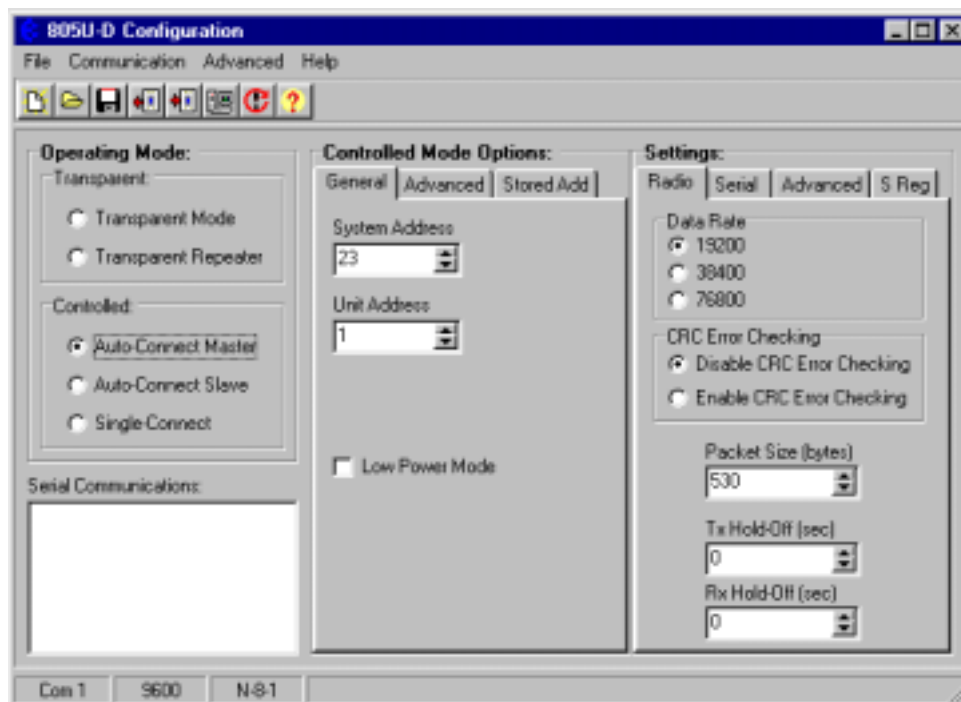 805U-D Configuration
File Communication Advanced Help
Operating Mode:
Transparent:
Transparent Mode
Transparent Repeater
Controlled:
Auto-Connect Master
Auto-Connect Slave
Single-Connect
Serial Communications:
Controlled Mode Options:
General Advanced Stored Add
System Address
23
Unit Address
1
Low Power Mode
Settings:
Radio Serial Advanced S Reg
Data Rate
19200
38400
76800
CRC Error Checking
Disable CRC Error Checking
Enable CRC Error Checking
Packet Size (bytes)
530
Tx Hold-Off (sec)
0
Rx Hold-Off (sec)
0
Com 1 9600 N-8-1